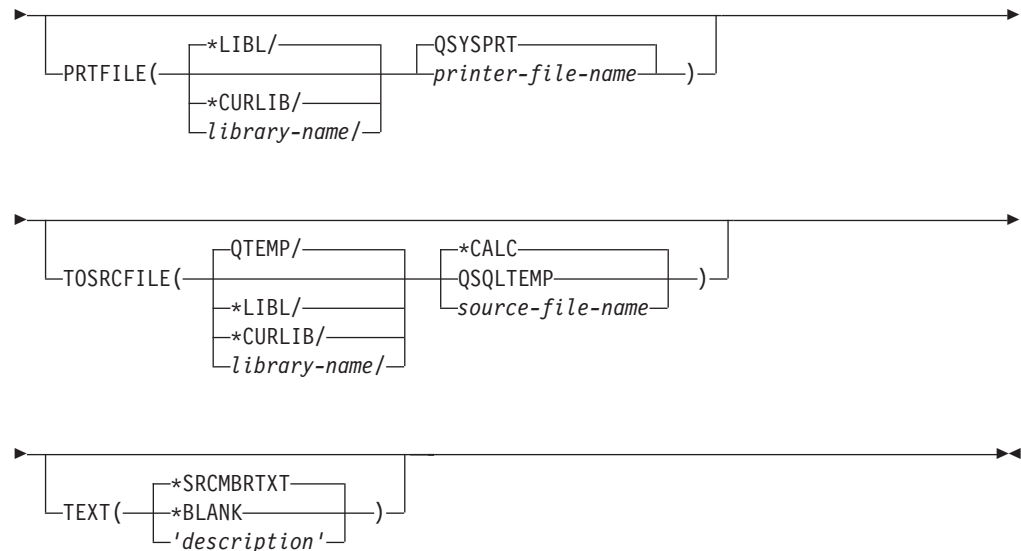 *LIBL/ QSYSPRT
PRTFILE( printer-file-name )
*CURLIB/
library-name/
QTEMP/ *CALC
TOSRCFILE( QSQLTEMP )
*LIBL/ source-file-name
*CURLIB/
library-name/
*SRCMBRTXT
TEXT( *BLANK )
'description'